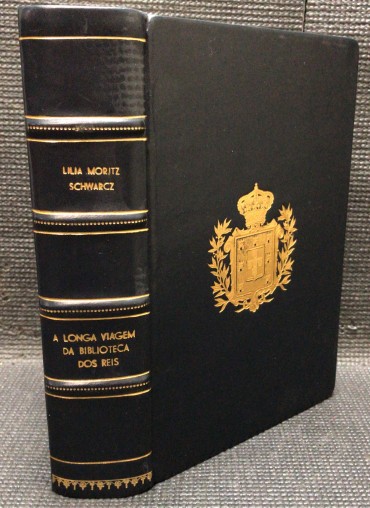 LILIA MORITZ
SCHWARCZ
A LONGA VIAGEM
DA BIBLIOTECA
DOS REIS